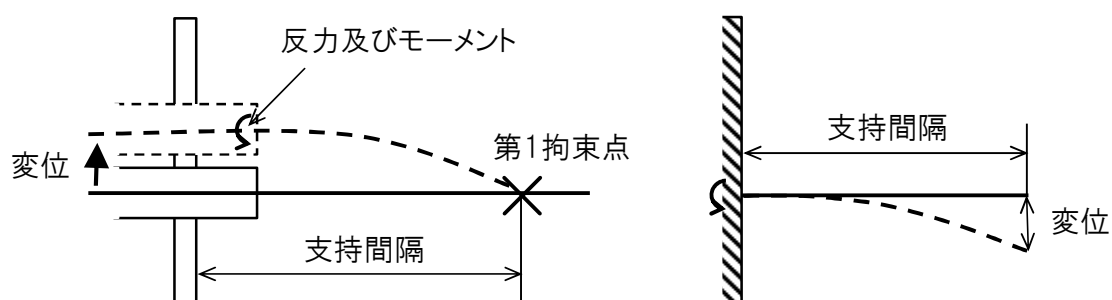 反力及びモーメント
変位
第1拘束点
支持間隔
支持間隔
変位